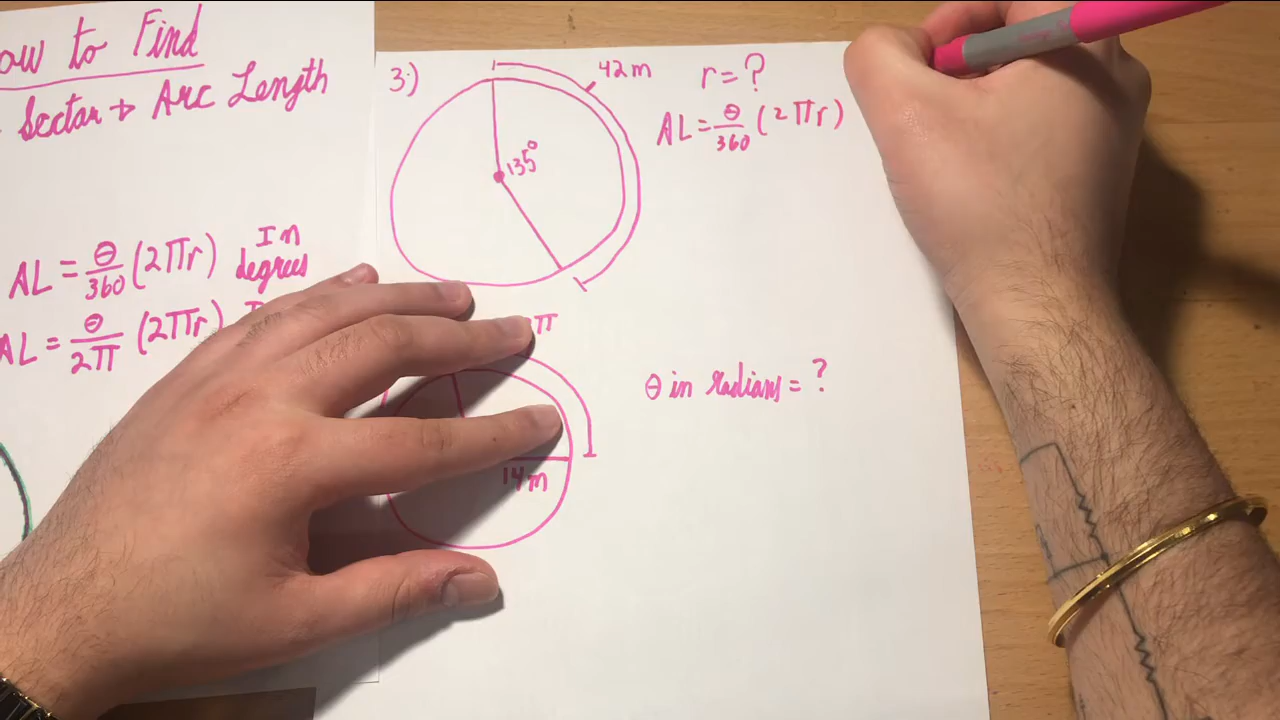 ow to Find
Sector + Arc Length
AL = θ/360 (2πr) In degrees
AL = θ/2π (2πr)
3.)
42m
135°
r = ?
AL = θ/360 (2πr)
π
14m
θ in radians = ?